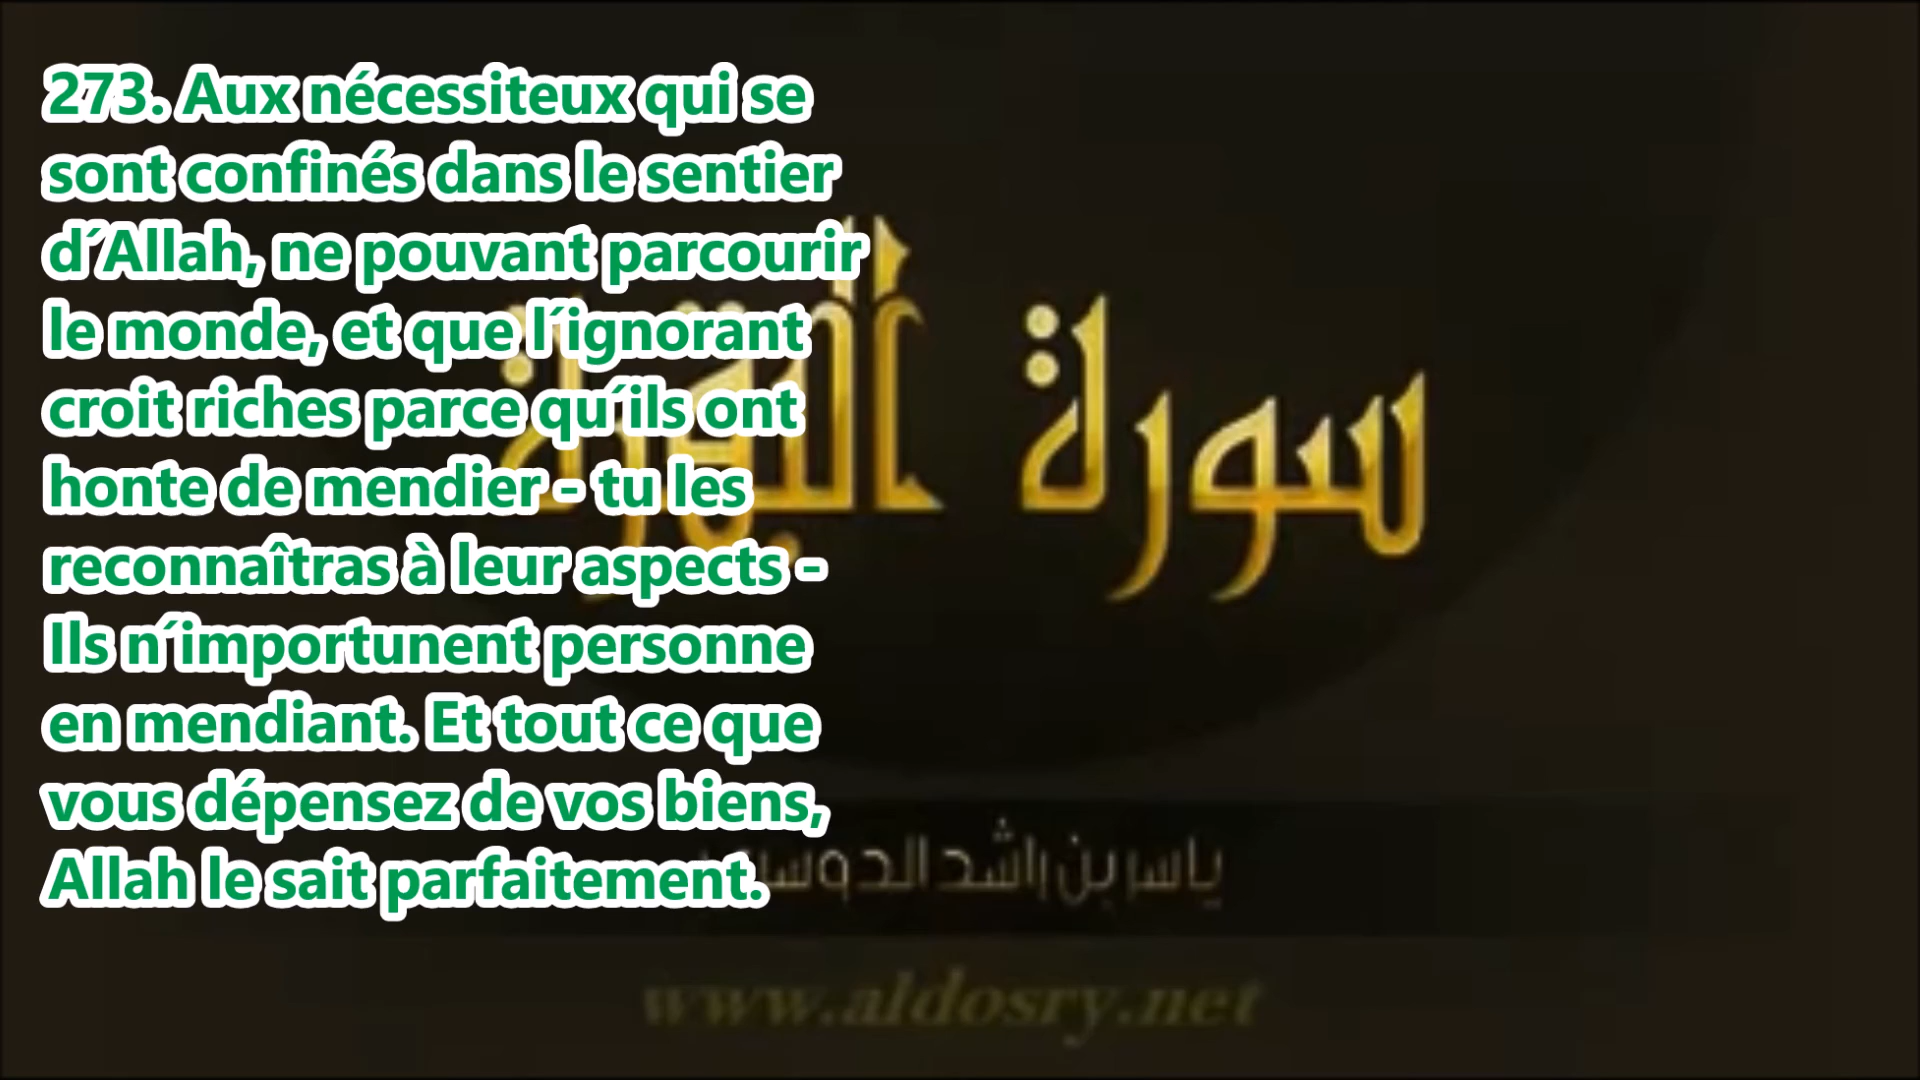 273. Aux nécessiteux qui se
sont confinés dans le sentier
d´Allah, ne pouvant parcourir
le monde, et que l´ignorant
croit riches parce qu´ils ont
honte de mendier - tu les
reconnaîtras à leur aspects -
Ils n´importunent personne
en mendiant. Et tout ce que
vous dépensez de vos biens,
Allah le sait parfaitement.
سورة البقرة
ياسر بن راشد الدوسري
www.aldosry.net